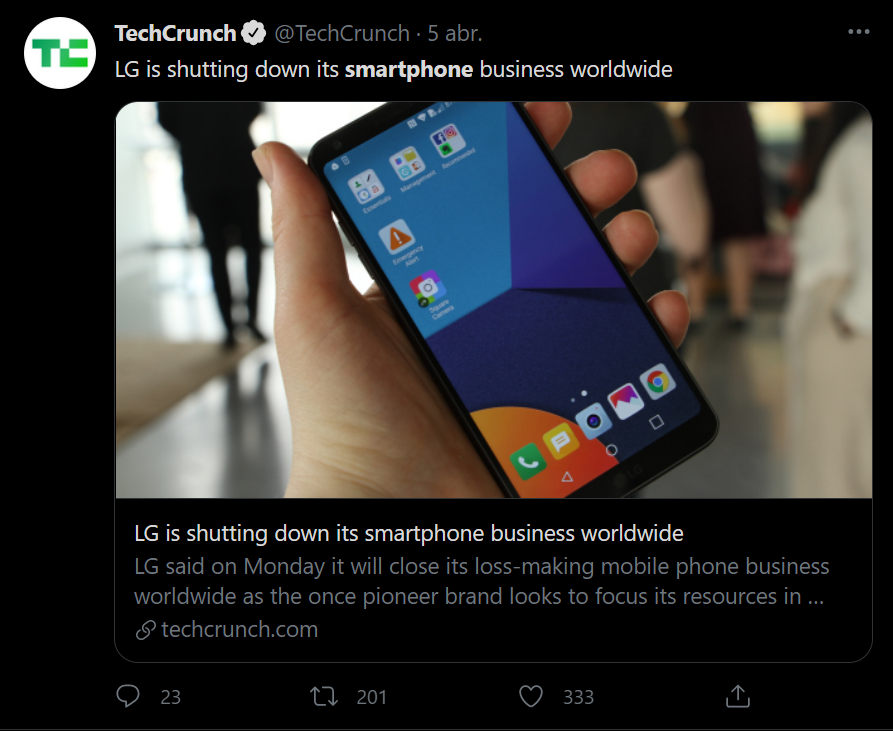 TC
TechCrunch @TechCrunch · 5 abr.
LG is shutting down its smartphone business worldwide
Essentials
Management
Recommended
Emergency
Alert
Square
Camera
LG
LG is shutting down its smartphone business worldwide
LG said on Monday it will close its loss-making mobile phone business
worldwide as the once pioneer brand looks to focus its resources in ...
techcrunch.com
23 201 333